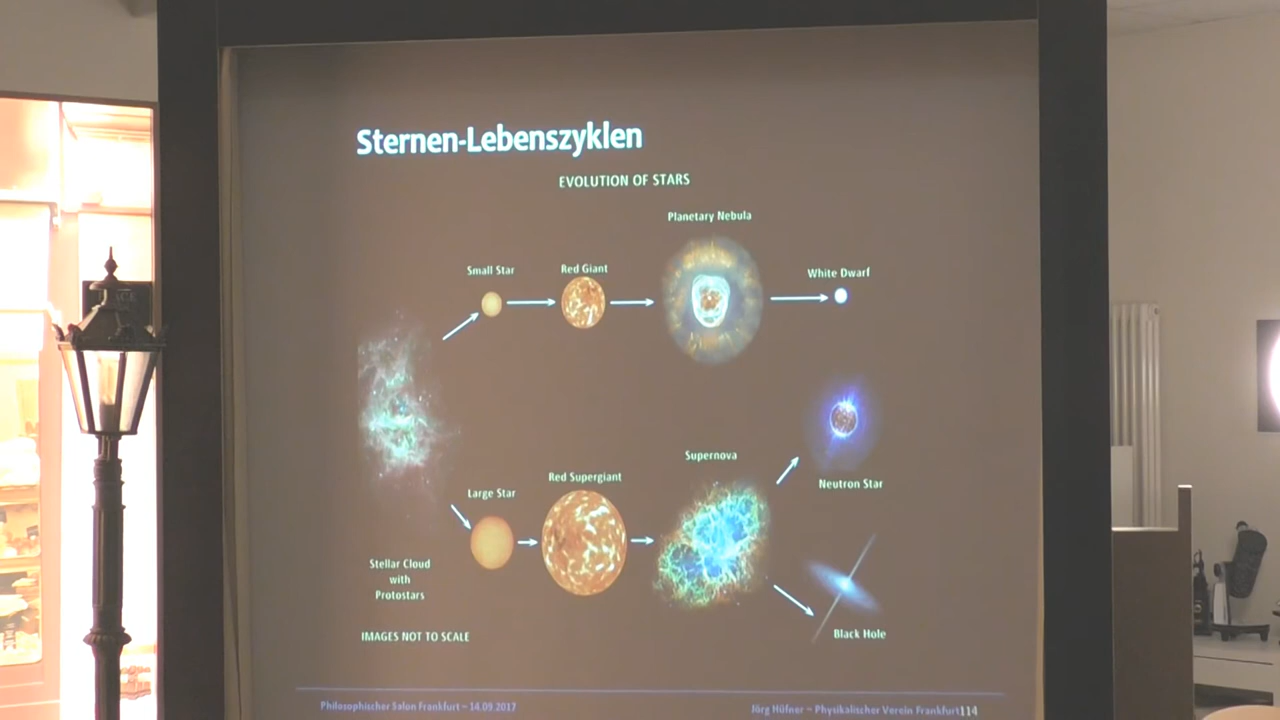 Sternen-Lebenszyklen
EVOLUTION OF STARS
Planetary Nebula
Small Star
Red Giant
White Dwarf
Supernova
Red Supergiant
Neutron Star
Large Star
Stellar Cloud
with
Protostars
Black Hole
IMAGES NOT TO SCALE
Philosophischer Salon Frankfurt – 14.09.2017
Jörg Hüfner – Physikalischer Verein Frankfurt114